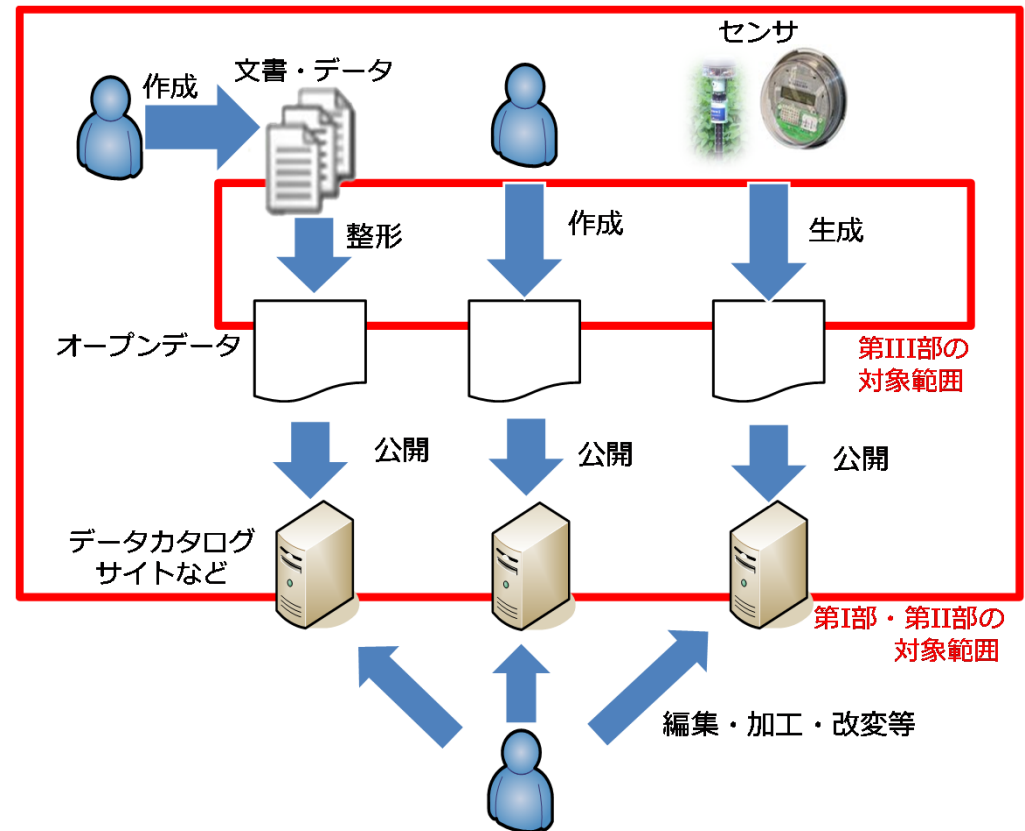 センサ
文書・データ
作成
整形
作成
生成
オープンデータ
第III部の
対象範囲
公開
公開
公開
データカタログ
サイトなど
第I部・第II部の
対象範囲
編集・加工・改変等